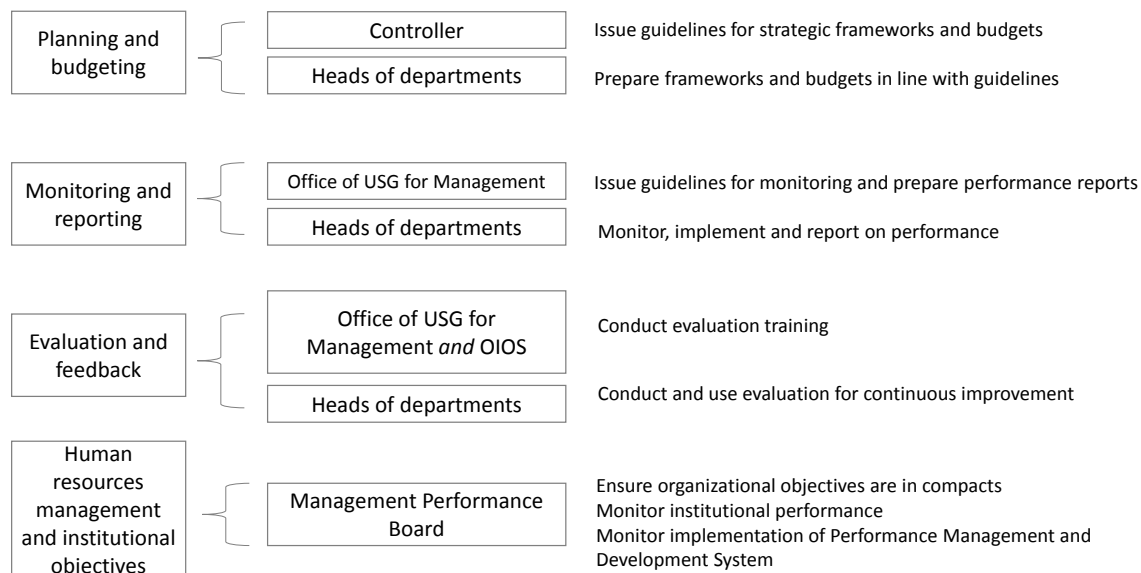 Planning and
budgeting
Controller
Issue guidelines for strategic frameworks and budgets
Heads of departments
Prepare frameworks and budgets in line with guidelines
Monitoring and
reporting
Office of USG for Management
Issue guidelines for monitoring and prepare performance reports
Heads of departments
Monitor, implement and report on performance
Evaluation and
feedback
Office of USG for
Management and OIOS
Conduct evaluation training
Heads of departments
Conduct and use evaluation for continuous improvement
Human
resources
management
and institutional
objectives
Management Performance
Board
Ensure organizational objectives are in compacts
Monitor institutional performance
Monitor implementation of Performance Management and
Development System